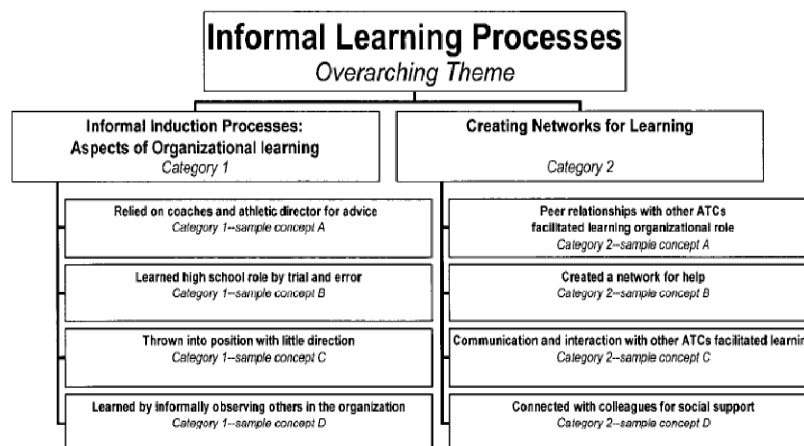 Informal Learning Processes
Overarching Theme
Informal Induction Processes:
Aspects of Organizational learning
Category 1
Creating Networks for Learning
Category 2
Relied on coaches and athletic director for advice
Category 1--sample concept A
Learned high school role by trial and error
Category 1--sample concept B
Thrown into position with little direction
Category 1--sample concept C
Learned by informally observing others in the organization
Category 1--sample concept D
Peer relationships with other ATCs
facilitated learning organizational role
Category 2--sample concept A
Created a network for help
Category 2--sample concept B
Communication and interaction with other ATCs facilitated learnin
Category 2--sample concept C
Connected with colleagues for social support
Category 2--sample concept D